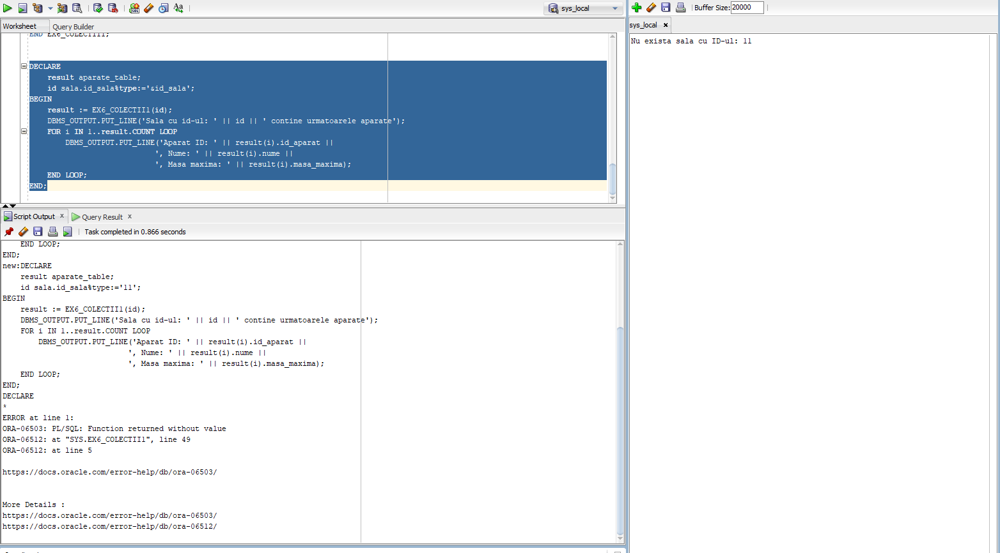 sys_local
Worksheet
Query Builder
END EX6_COLECTII1;
DECLARE
result aparate_table;
id sala.id_sala%type:='&id_sala';
BEGIN
result := EX6_COLECTII1(id);
DBMS_OUTPUT.PUT_LINE('Sala cu id-ul: ' || id || ' contine urmatoarele aparate');
FOR i IN 1..result.COUNT LOOP
DBMS_OUTPUT.PUT_LINE('Aparat ID: ' || result(i).id_aparat ||
', Nume: ' || result(i).nume ||
', Masa maxima: ' || result(i).masa_maxima);
END LOOP;
END;
Script Output x
Query Result x
Task completed in 0.866 seconds
END LOOP;
END;
new:DECLARE
result aparate_table;
id sala.id_sala%type:='11';
BEGIN
result := EX6_COLECTII1(id);
DBMS_OUTPUT.PUT_LINE('Sala cu id-ul: ' || id || ' contine urmatoarele aparate');
FOR i IN 1..result.COUNT LOOP
DBMS_OUTPUT.PUT_LINE('Aparat ID: ' || result(i).id_aparat ||
', Nume: ' || result(i).nume ||
', Masa maxima: ' || result(i).masa_maxima);
END LOOP;
END;
DECLARE
*
ERROR at line 1:
ORA-06503: PL/SQL: Function returned without value
ORA-06512: at "SYS.EX6_COLECTII1", line 49
ORA-06512: at line 5
https://docs.oracle.com/error-help/db/ora-06503/
More Details :
https://docs.oracle.com/error-help/db/ora-06503/
https://docs.oracle.com/error-help/db/ora-06512/
Buffer Size: 20000
sys_local x
Nu exista sala cu ID-ul: 11